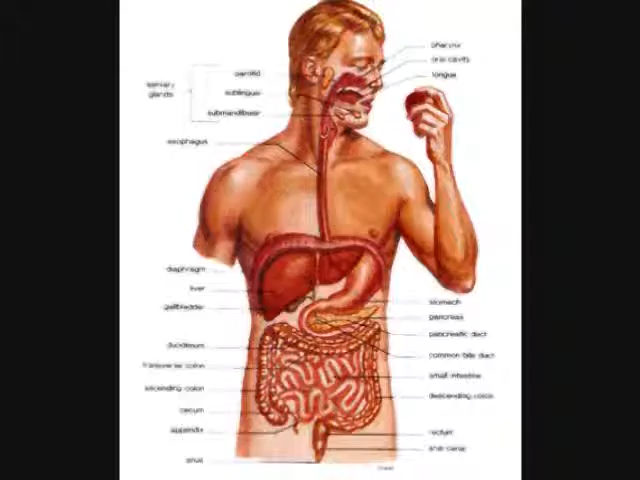 pharynx
oral cavity
tongue
parotid
salivary
glands
sublingual
submandibular
esophagus
diaphragm
liver
gallbladder
stomach
pancreas
pancreatic duct
common bile duct
duodenum
transverse colon
small intestine
ascending colon
descending colon
cecum
appendix
rectum
anal canal
anus